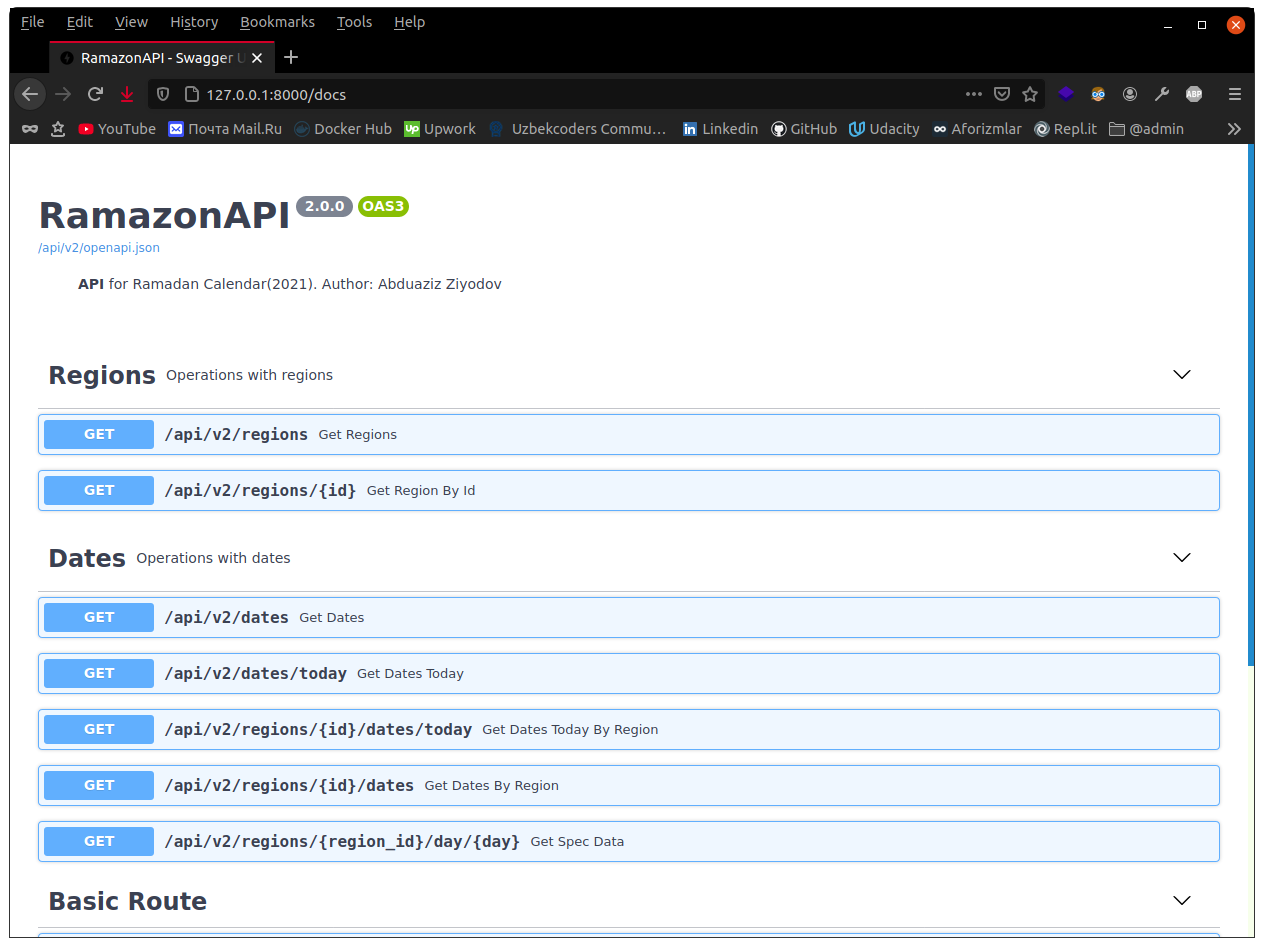 File Edit View History Bookmarks Tools Help
RamazonAPI - Swagger U
127.0.0.1:8000/docs
ABP
YouTube Почта Mail.Ru Docker Hub Upwork Uzbekcoders Commu… Linkedin GitHub Udacity Aforizmlar Repl.it @admin
RamazonAPI 2.0.0 OAS3
/api/v2/openapi.json
API for Ramadan Calendar(2021). Author: Abduaziz Ziyodov
Regions Operations with regions
GET /api/v2/regions Get Regions
GET /api/v2/regions/{id} Get Region By Id
Dates Operations with dates
GET /api/v2/dates Get Dates
GET /api/v2/dates/today Get Dates Today
GET /api/v2/regions/{id}/dates/today Get Dates Today By Region
GET /api/v2/regions/{id}/dates Get Dates By Region
GET /api/v2/regions/{region_id}/day/{day} Get Spec Data
Basic Route